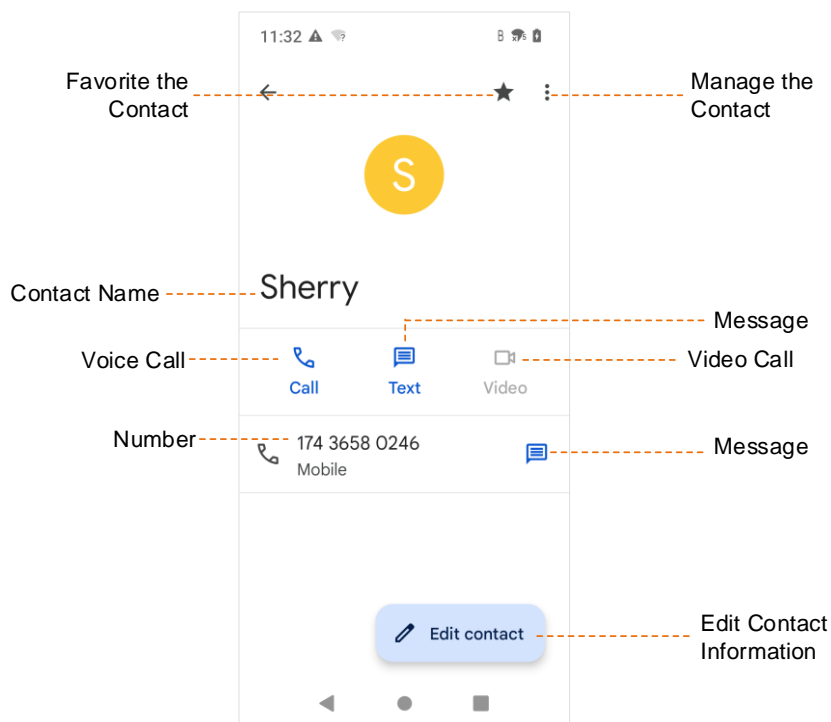 11:32
Favorite the
Contact
Manage the
Contact
S
Contact Name
Sherry
Message
Voice Call
Video Call
Call
Text
Video
Number
174 3658 0246
Mobile
Message
Edit contact
Edit Contact
Information